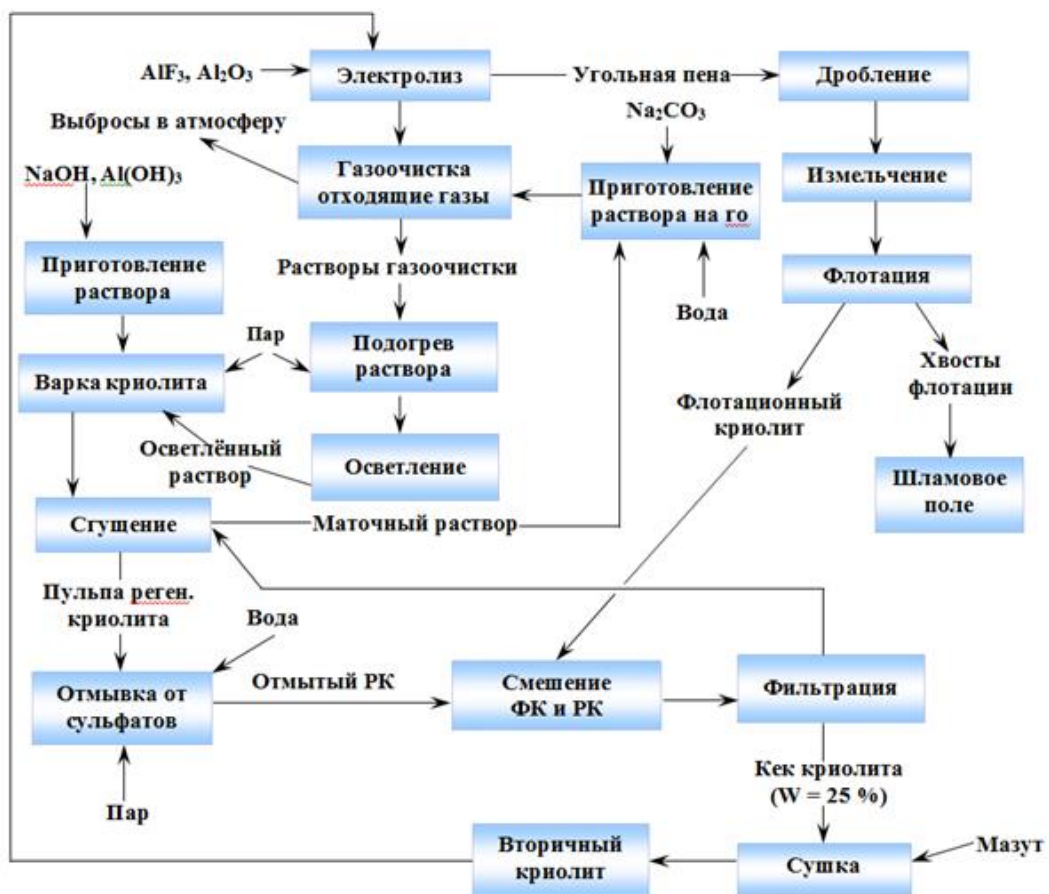 AlF₃, Al₂O₃
Электролиз
Угольная пена
Дробление
Na₂CO₃
Выбросы в атмосферу
NaOH, Al(OH)₃
Газоочистка
отходящие газы
Приготовление
раствора на го
Измельчение
Приготовление
раствора
Растворы газоочистки
Флотация
Вода
Пар
Подогрев
раствора
Варка криолита
Хвосты
флотации
Флотационный
криолит
Осветлённый
раствор
Осветление
Шламовое
поле
Сгущение
Маточный раствор
Пульпа реген.
криолита
Вода
Отмывка от
сульфатов
Отмытый РК
Смешение
ФК и РК
Фильтрация
Кек криолита
(W = 25 %)
Пар
Вторичный
криолит
Сушка
Мазут